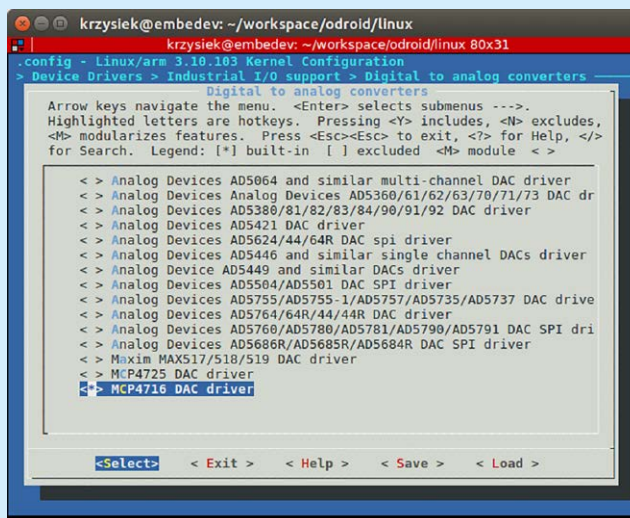 krzysiek@embedev: ~/workspace/odroid/linux
krzysiek@embedev: ~/workspace/odroid/linux 80x31
.config - Linux/arm 3.10.103 Kernel Configuration
> Device Drivers > Industrial I/O support > Digital to analog converters
Digital to analog converters
Arrow keys navigate the menu. <Enter> selects submenus --->.
Highlighted letters are hotkeys. Pressing <Y> includes, <N> excludes,
<M> modularizes features. Press <Esc><Esc> to exit, <?> for Help, </>
for Search. Legend: [*] built-in [ ] excluded <M> module < >
< > Analog Devices AD5064 and similar multi-channel DAC driver
< > Analog Devices Analog Devices AD5360/61/62/63/70/71/73 DAC dr
< > Analog Devices AD5380/81/82/83/84/90/91/92 DAC driver
< > Analog Devices AD5421 DAC driver
< > Analog Devices AD5624/44/64R DAC spi driver
< > Analog Devices AD5446 and similar single channel DACs driver
< > Analog Device AD5449 and similar DACs driver
< > Analog Devices AD5504/AD5501 DAC SPI driver
< > Analog Devices AD5755/AD5755-1/AD5757/AD5735/AD5737 DAC drive
< > Analog Devices AD5764/64R/44/44R DAC driver
< > Analog Devices AD5760/AD5780/AD5781/AD5790/AD5791 DAC SPI dri
< > Analog Devices AD5686R/AD5685R/AD5684R DAC SPI driver
< > Maxim MAX517/518/519 DAC driver
< > MCP4725 DAC driver
<*> MCP4716 DAC driver
<Select> < Exit > < Help > < Save > < Load >